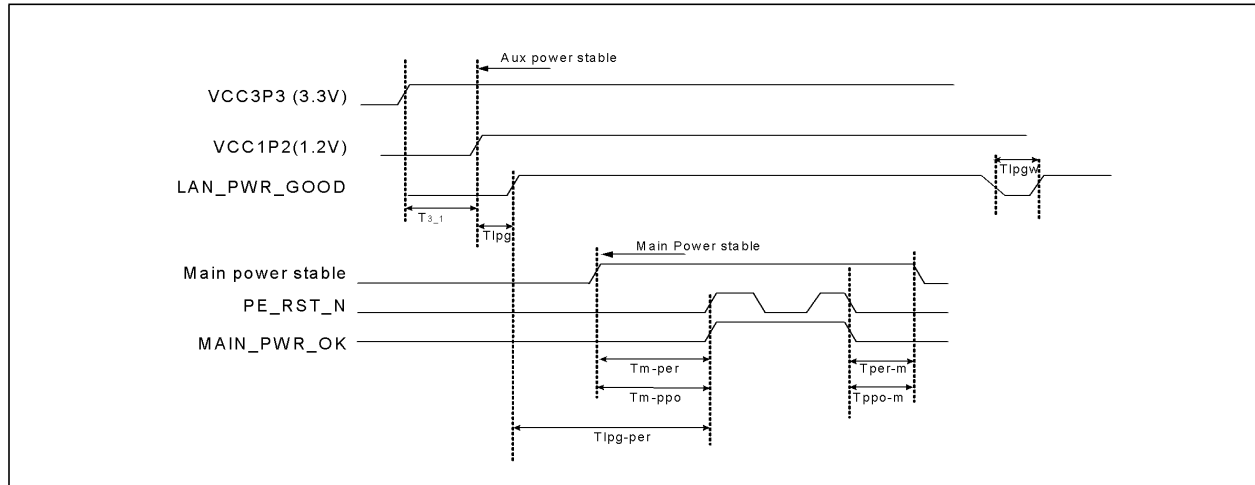 Aux power stable
VCC3P3 (3.3V)
VCC1P2(1.2V)
LAN_PWR_GOOD
Tlpgw
T3_1
Tlpg
Main Power stable
Main power stable
PE_RST_N
MAIN_PWR_OK
Tm-per
Tper-m
Tm-ppo
Tppo-m
Tlpg-per